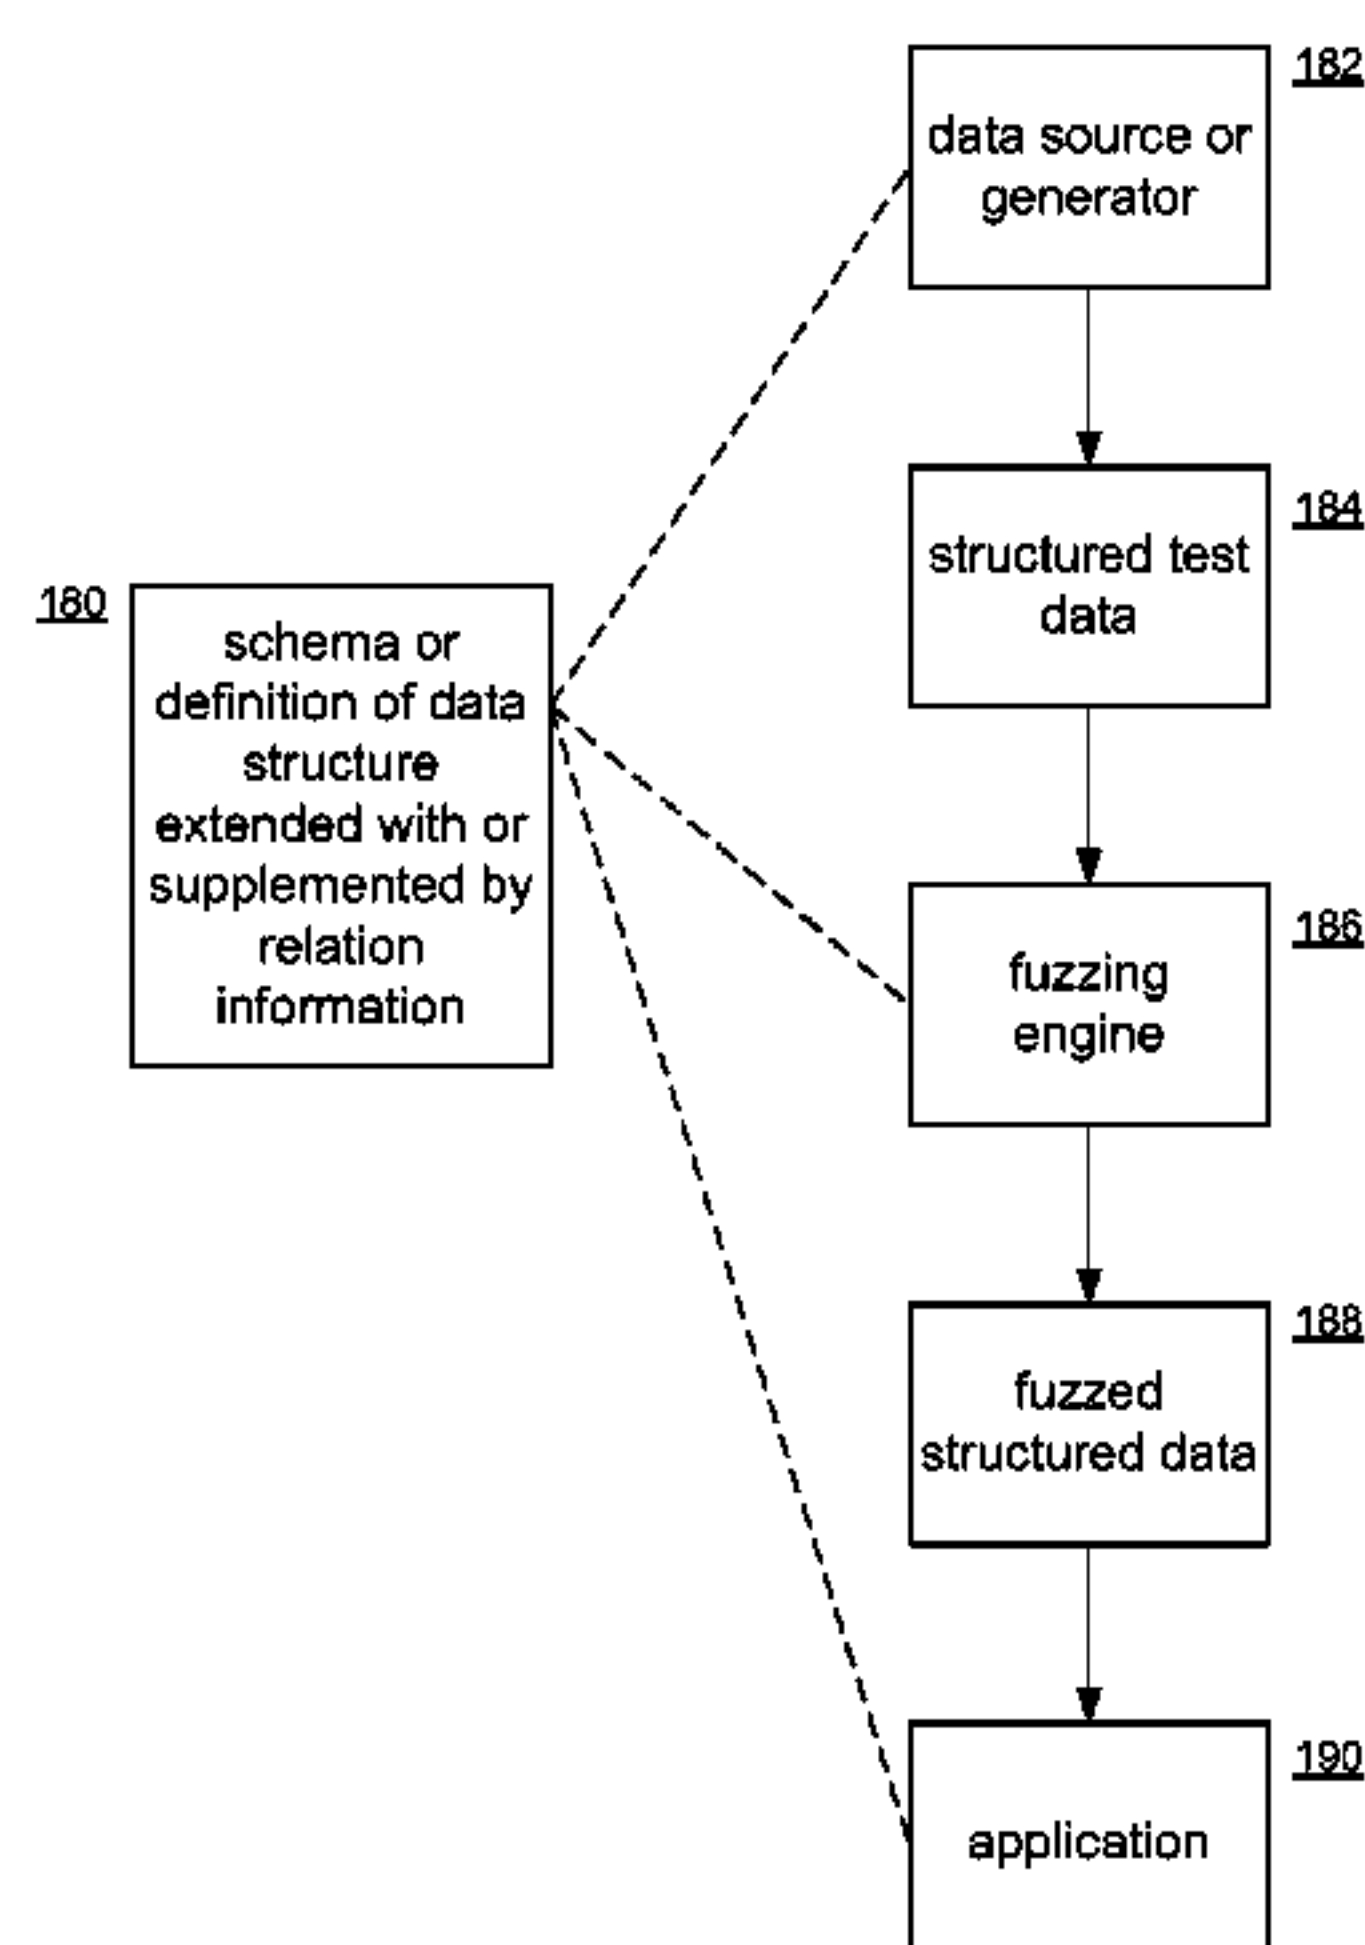 182
data source or
generator
184
structured test
data
180
schema or
definition of data
structure
extended with or
supplemented by
relation
information
186
fuzzing
engine
188
fuzzed
structured data
190
application